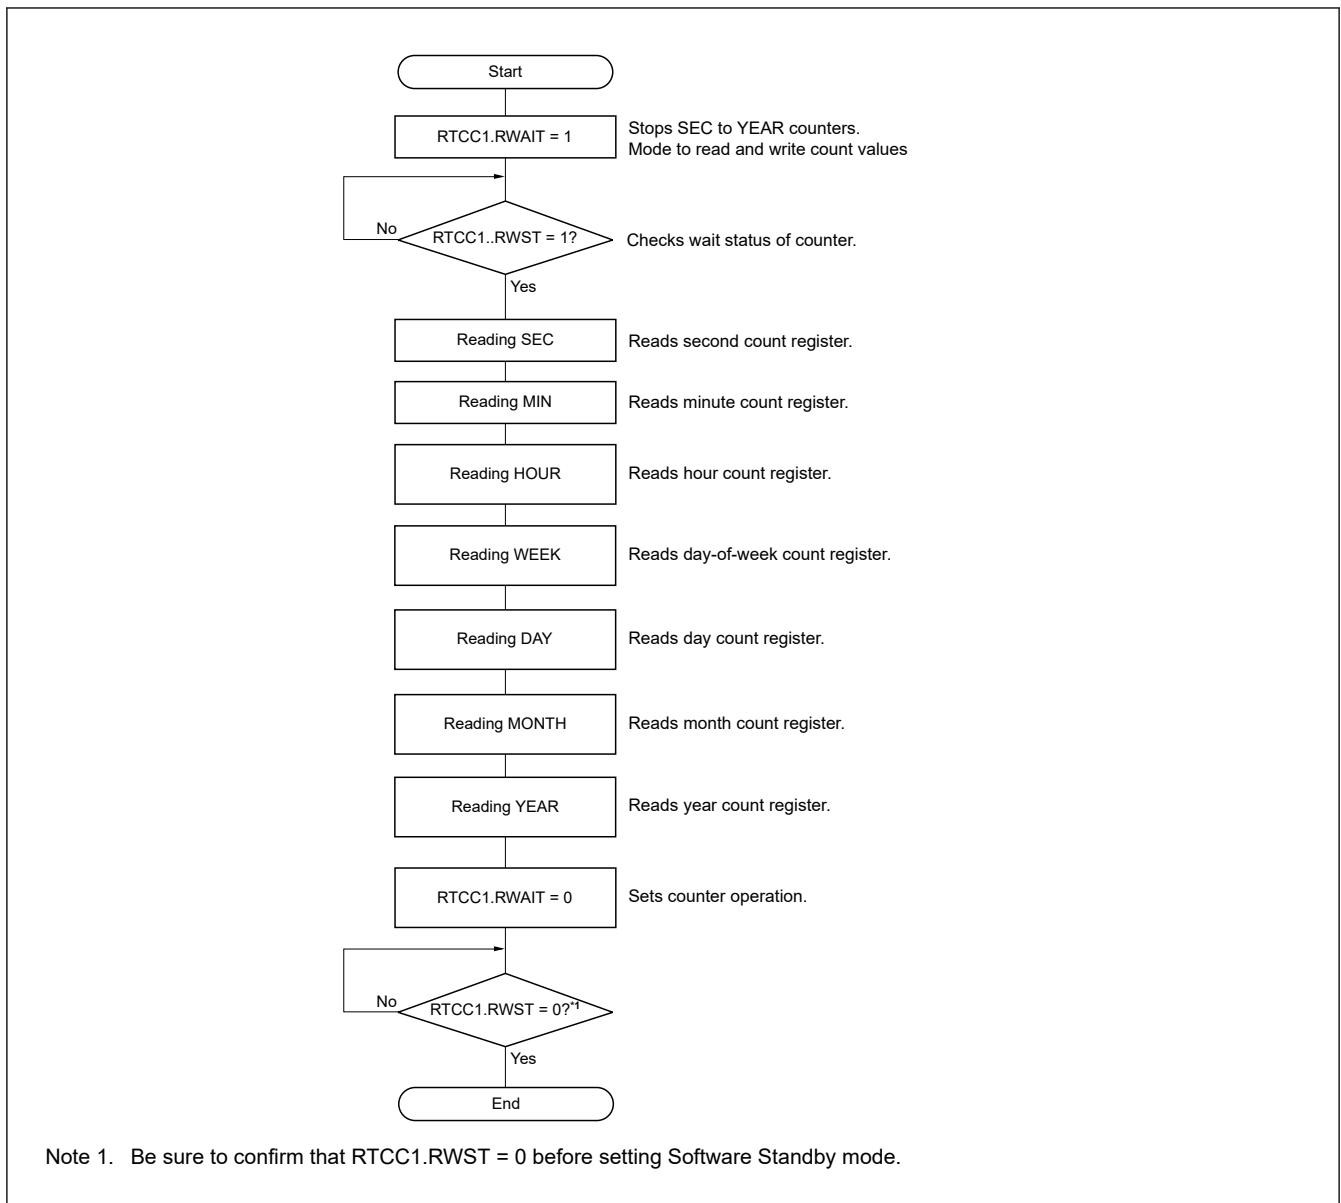 Start
RTCC1.RWAIT = 1
Stops SEC to YEAR counters.
Mode to read and write count values
No
RTCC1..RWST = 1?
Checks wait status of counter.
Yes
Reading SEC
Reads second count register.
Reading MIN
Reads minute count register.
Reading HOUR
Reads hour count register.
Reading WEEK
Reads day-of-week count register.
Reading DAY
Reads day count register.
Reading MONTH
Reads month count register.
Reading YEAR
Reads year count register.
RTCC1.RWAIT = 0
Sets counter operation.
No
RTCC1.RWST = 0?*1
Yes
End
Note 1. Be sure to confirm that RTCC1.RWST = 0 before setting Software Standby mode.